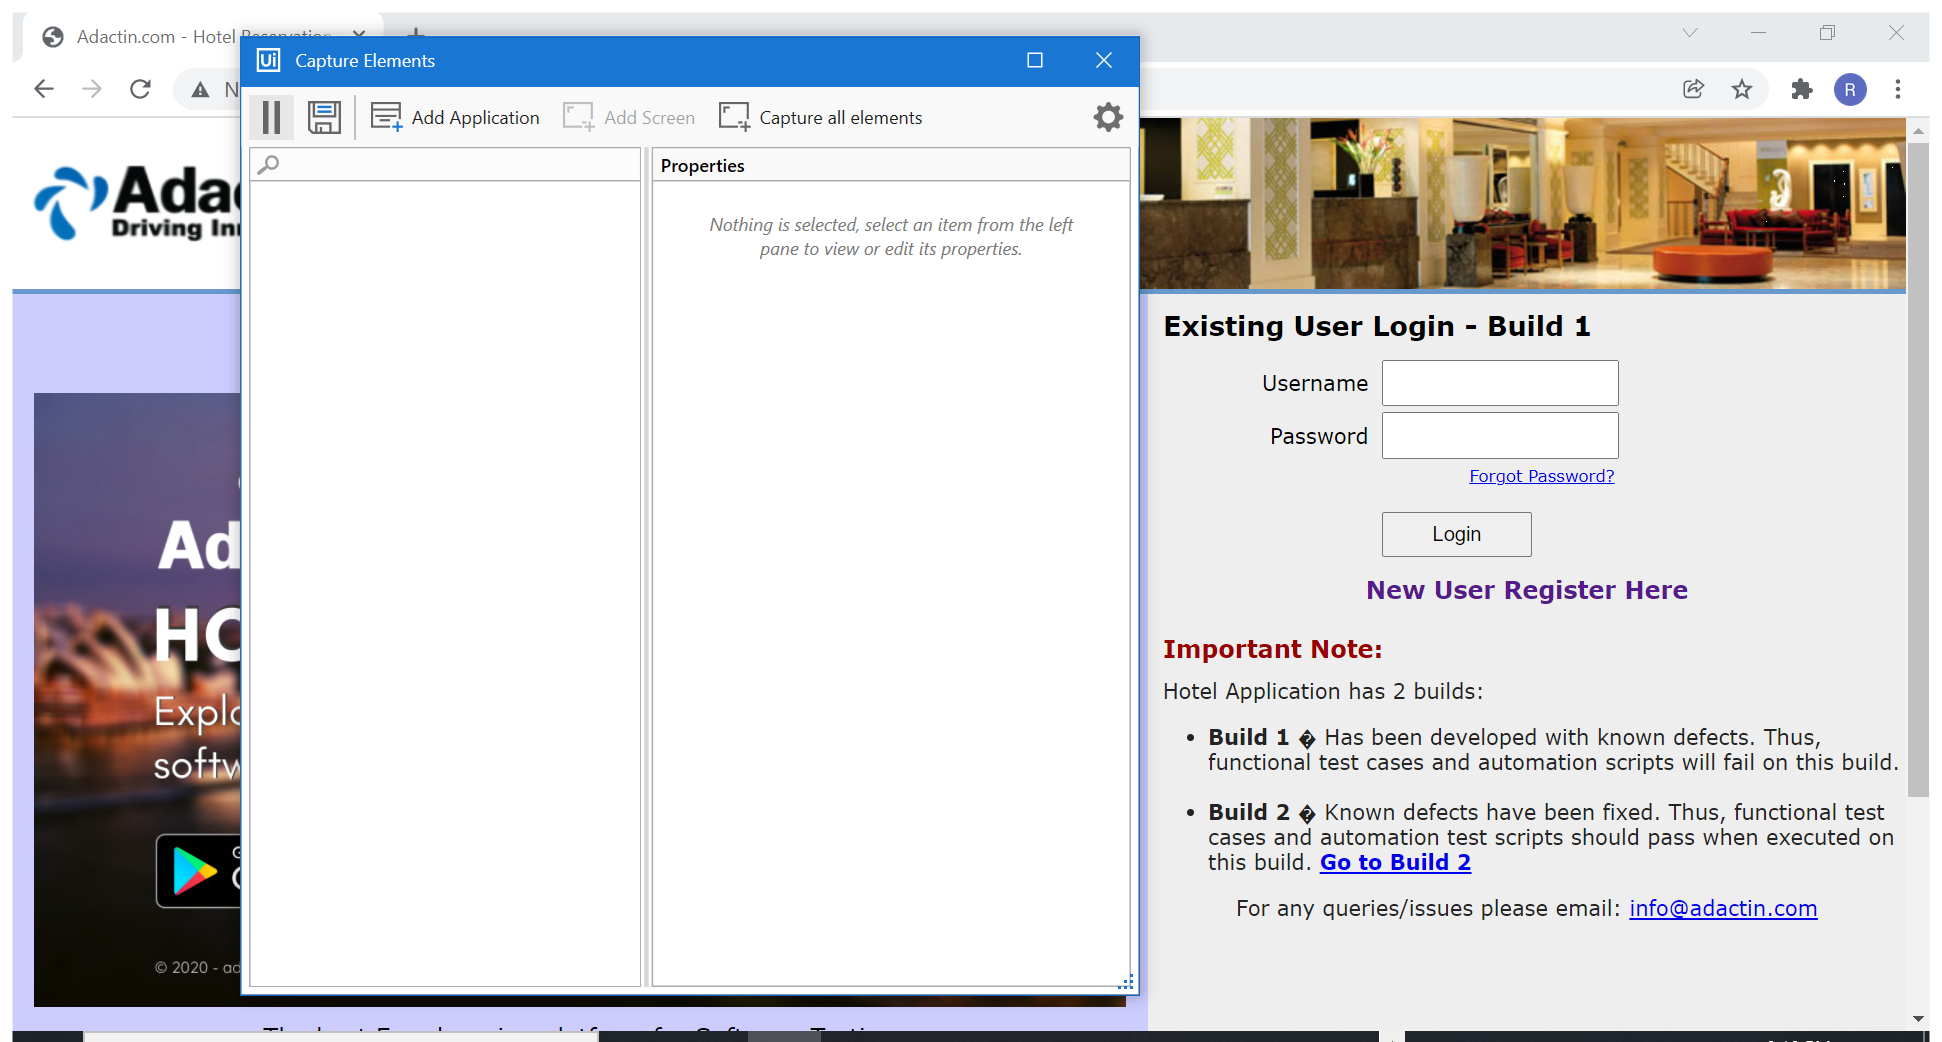 Adactin.com - Hotel Reservation
Ui Capture Elements
N
R
Add Application Add Screen Capture all elements
Properties
Nothing is selected, select an item from the left
pane to view or edit its properties.
Ada
Driving In
Existing User Login - Build 1
Username
Password
Forgot Password?
Login
New User Register Here
Important Note:
Hotel Application has 2 builds:
• Build 1 � Has been developed with known defects. Thus,
functional test cases and automation scripts will fail on this build.
• Build 2 � Known defects have been fixed. Thus, functional test
cases and automation test scripts should pass when executed on
this build. Go to Build 2
For any queries/issues please email: info@adactin.com
Ad
HO
Explo
softw
G
© 2020 - ad